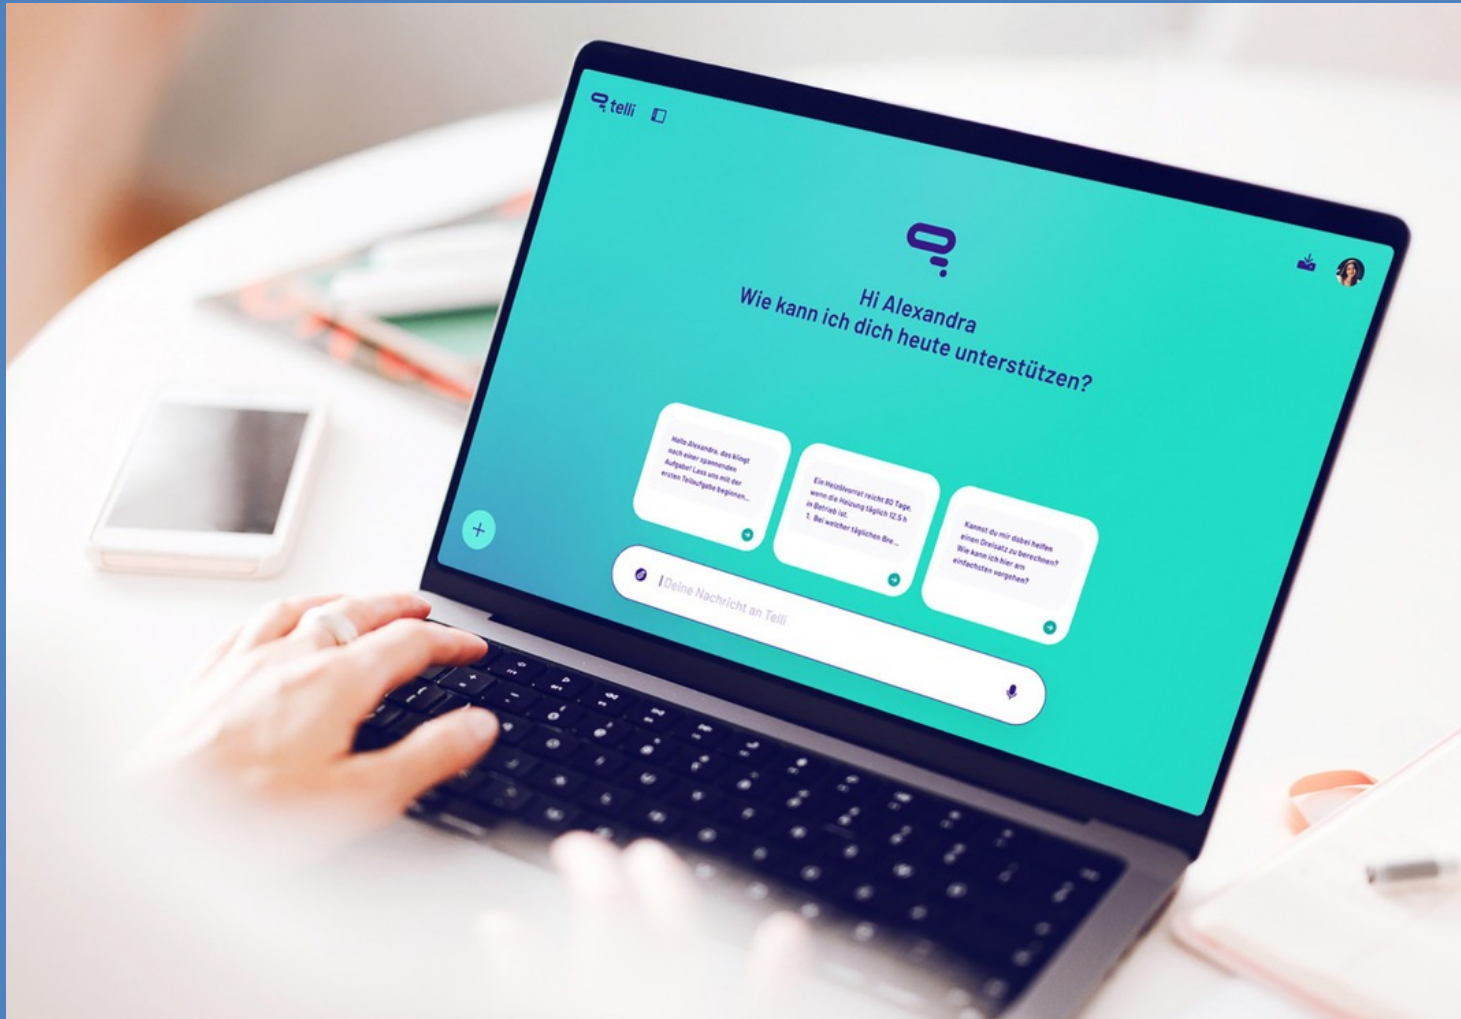 telli
Hi Alexandra
Wie kann ich dich heute unterstützen?
Hallo Alexandra, das klingt
nach einer spannenden
Aufgabe! Lass uns mit der
ersten Teilaufgabe beginnen...
Ein Heizölvorrat reicht 80 Tage,
wenn die Heizung täglich 12,5 h
in Betrieb ist.
1. Bei welcher täglichen Bre...
Kannst du mir dabei helfen
einen Dreisatz zu berechnen?
Wie kann ich hier am
einfachsten vorgehen?
Deine Nachricht an Telli